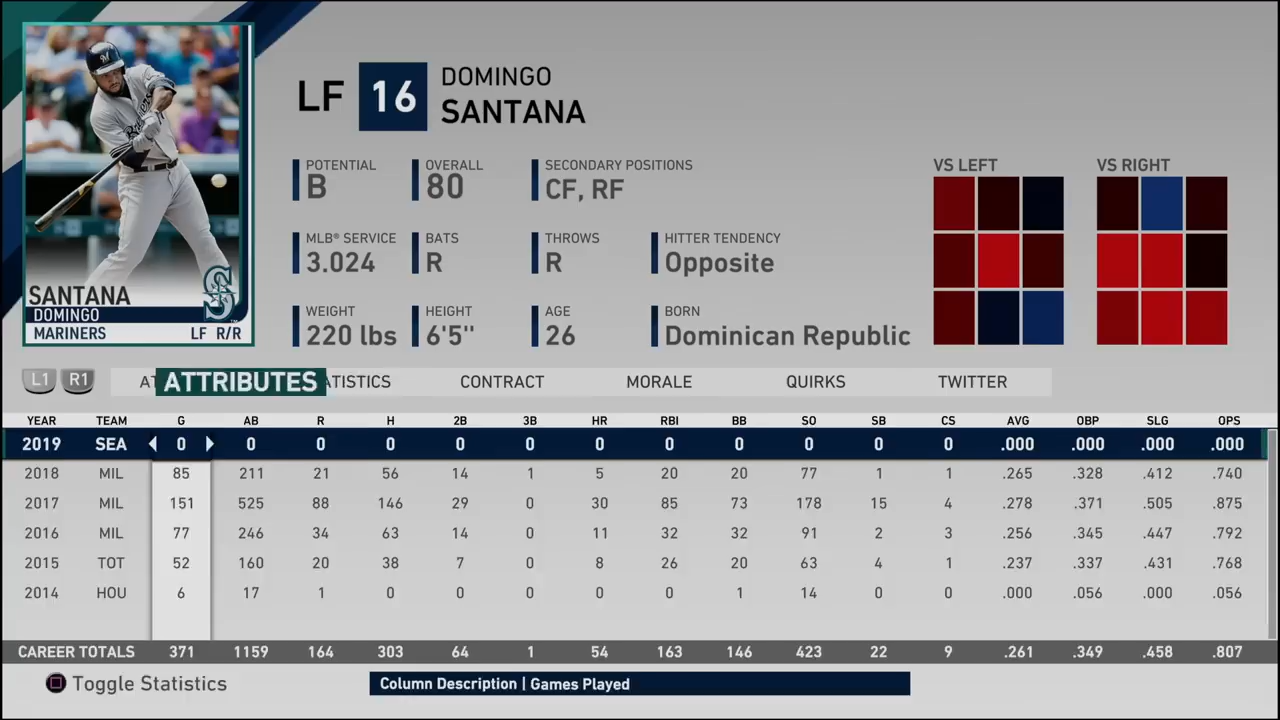 LF 16 DOMINGO SANTANA
POTENTIAL OVERALL SECONDARY POSITIONS
B 80 CF, RF
VS LEFT VS RIGHT
MLB® SERVICE BATS THROWS HITTER TENDENCY
3.024 R R Opposite
WEIGHT HEIGHT AGE BORN
220 lbs 6'5" 26 Dominican Republic
Brewers
M
S
SANTANA
DOMINGO
MARINERS LF R/R
L1 R1 AT ATTRIBUTES ATISTICS CONTRACT MORALE QUIRKS TWITTER
YEAR TEAM G AB R H 2B 3B HR RBI BB SO SB CS AVG OBP SLG OPS
2019 SEA 0 0 0 0 0 0 0 0 0 0 0 0 .000 .000 .000 .000
2018 MIL 85 211 21 56 14 1 5 20 20 77 1 1 .265 .328 .412 .740
2017 MIL 151 525 88 146 29 0 30 85 73 178 15 4 .278 .371 .505 .875
2016 MIL 77 246 34 63 14 0 11 32 32 91 2 3 .256 .345 .447 .792
2015 TOT 52 160 20 38 7 0 8 26 20 63 4 1 .237 .337 .431 .768
2014 HOU 6 17 1 0 0 0 0 0 1 14 0 0 .000 .056 .000 .056
CAREER TOTALS 371 1159 164 303 64 1 54 163 146 423 22 9 .261 .349 .458 .807
Toggle Statistics
Column Description | Games Played